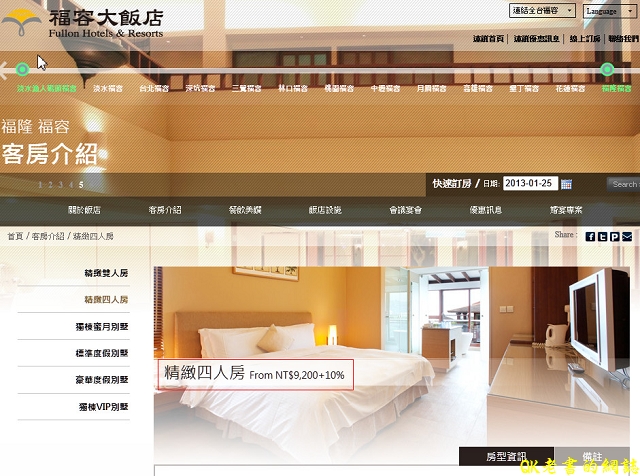 福容大飯店
Fullon Hotels & Resorts
連結全台福容
Language
連鎖首頁 | 連鎖優惠訊息 | 線上訂房 | 聯絡我們
淡水漁人碼頭福容 淡水福容 台北福容 深坑福容 三鶯福容 林口福容 桃園福容 中壢福容 月眉福容 高雄福容 墾丁福容 花蓮福容 福隆福容
福隆 福容
客房介紹
1 2 3 4 5
快速訂房 / 日期: 2013-01-25 Search
關於飯店 客房介紹 餐飲美饌 飯店設施 會議宴會 優惠訊息 婚宴專案
首頁 / 客房介紹 / 精緻四人房
Share :
精緻雙人房
精緻四人房
獨棟蜜月別墅
標準度假別墅
豪華度假別墅
獨棟VIP別墅
精緻四人房 From NT$9,200+10%
房型資訊 備註
OK老書的網誌